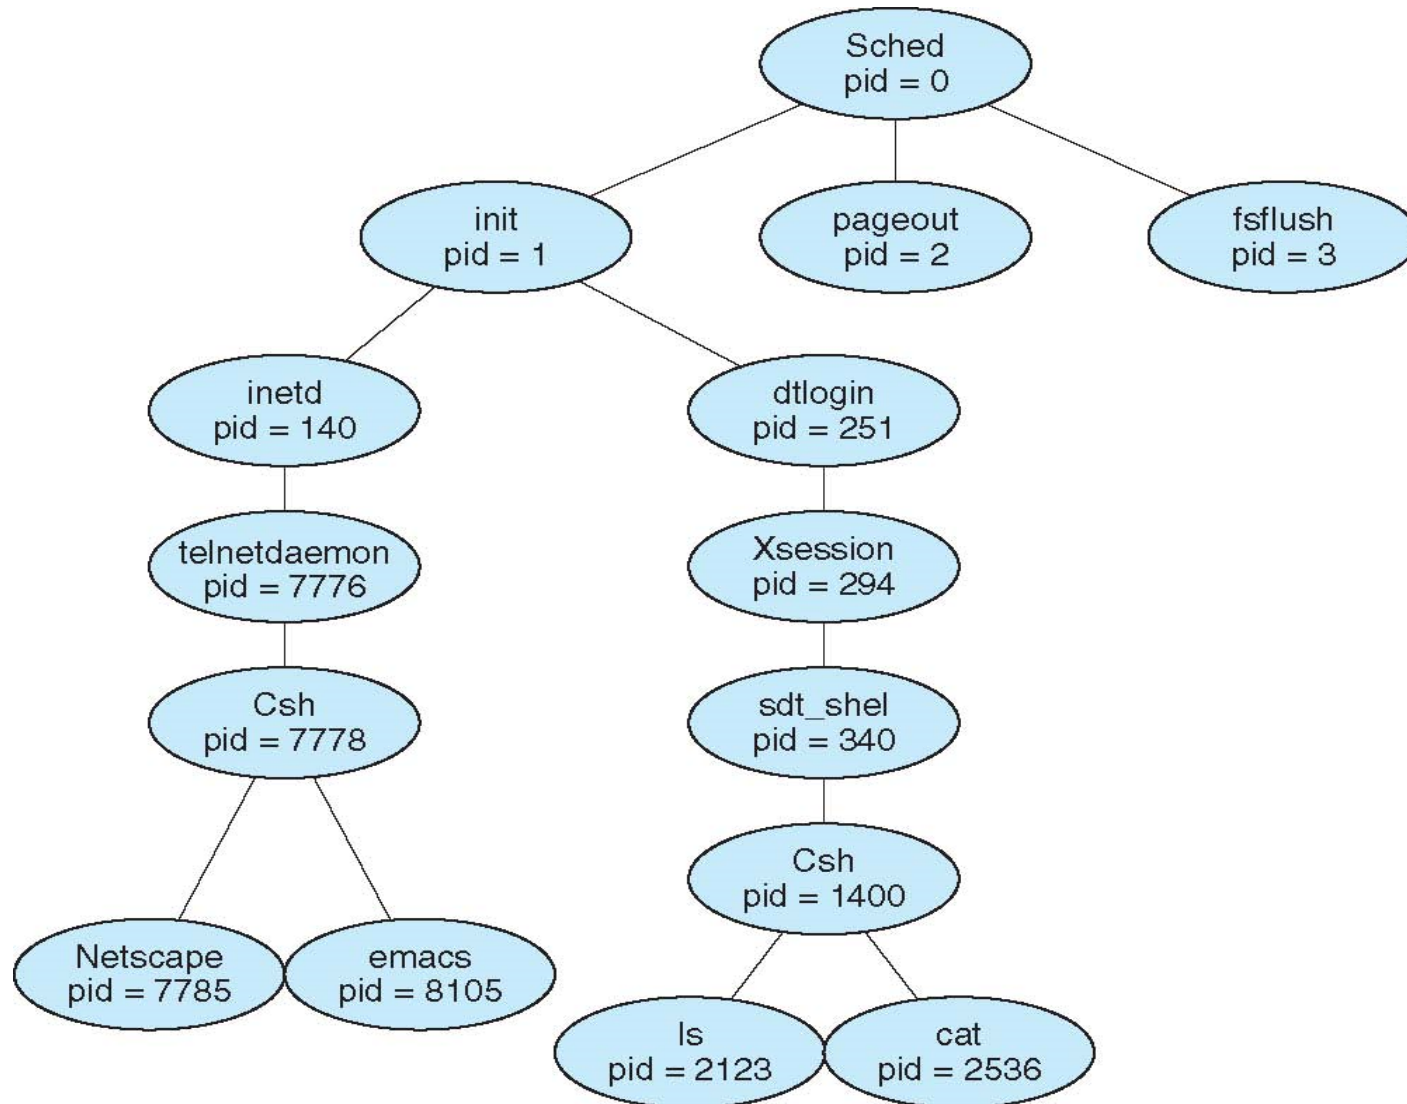 Sched
pid = 0
init
pid = 1
pageout
pid = 2
fsflush
pid = 3
inetd
pid = 140
dtlogin
pid = 251
telnetdaemon
pid = 7776
Xsession
pid = 294
Csh
pid = 7778
sdt_shel
pid = 340
Csh
pid = 1400
Netscape
pid = 7785
emacs
pid = 8105
ls
pid = 2123
cat
pid = 2536